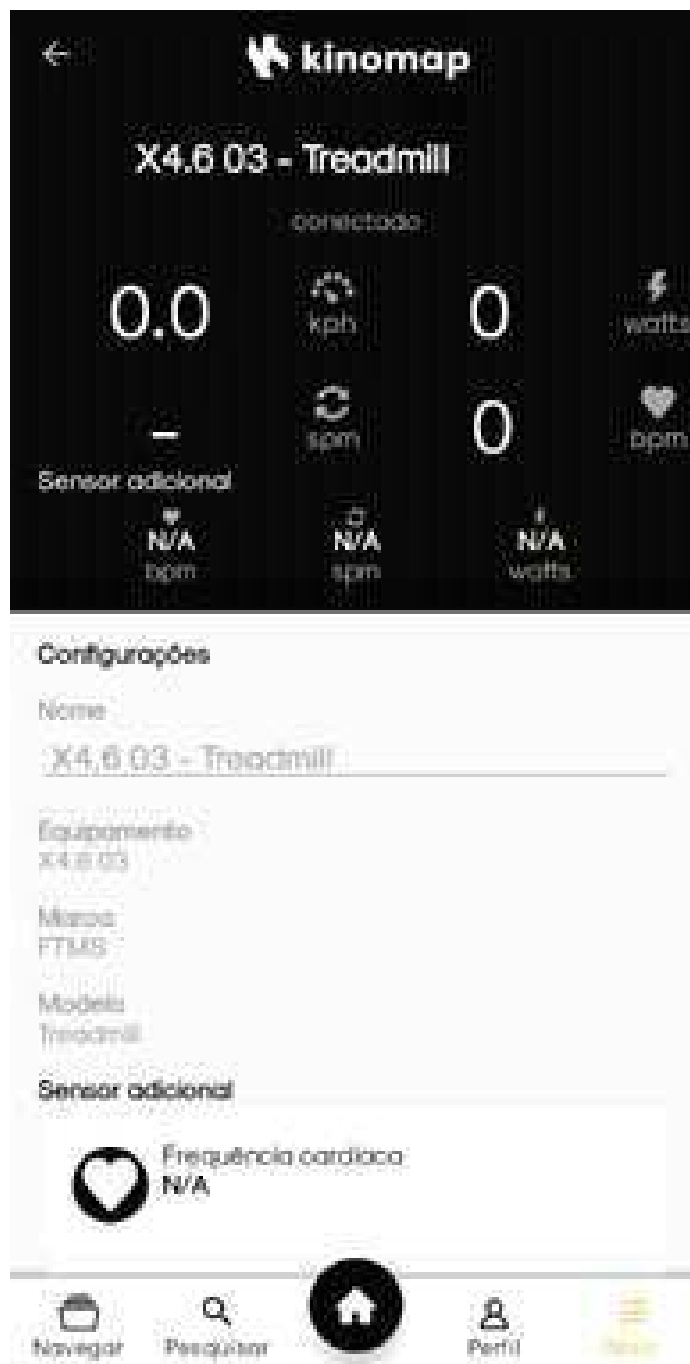 kinomap
X4.6 03 - Treadmill
conectado
0.0 kph 0 watts
- spm 0 bpm
Sensor adicional
N/A N/A N/A
bpm spm watts
Configurações
Nome
X4.6 03 - Treadmill
Equipamento
X4.6 03
Marca
FTMS
Modelo
Treadmill
Sensor adicional
Frequência cardíaca
N/A
Navegar Pesquisar Perfil